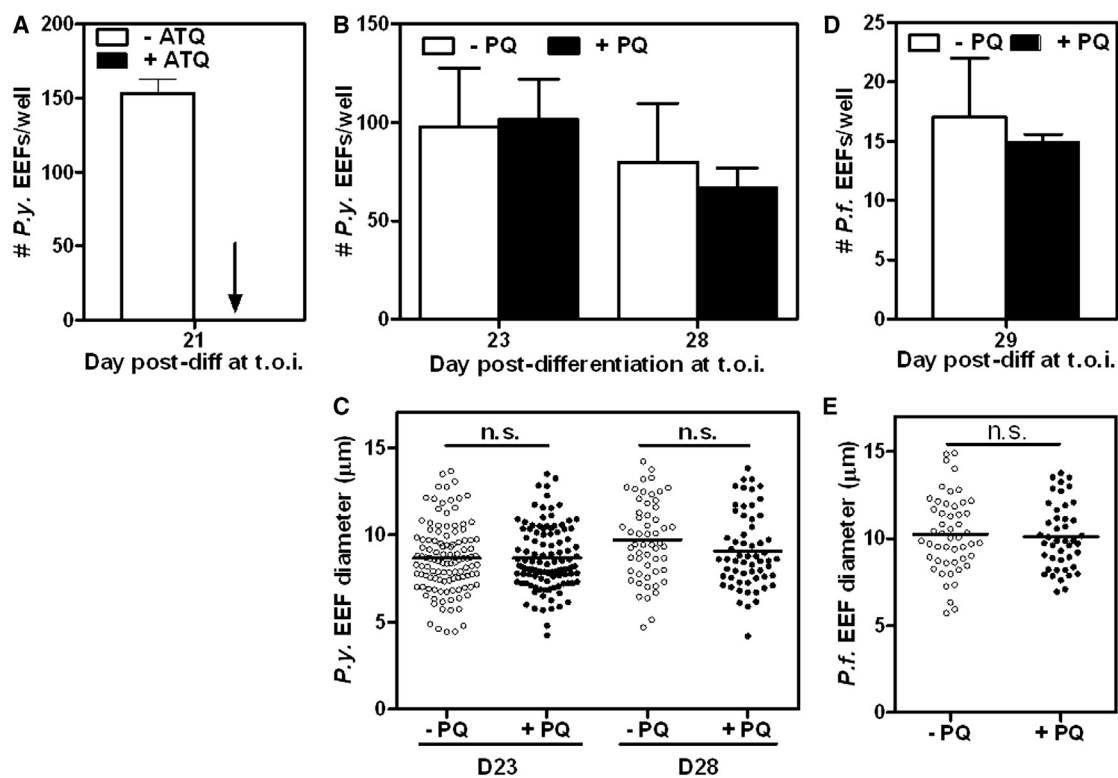 A
# P.y. EEFs/well
200
150
100
50
0
- ATQ
+ ATQ
21
Day post-diff at t.o.i.
B
# P.y. EEFs/well
150
100
50
0
- PQ
+ PQ
23
28
Day post-differentiation at t.o.i.
D
# P.f. EEFs/well
25
20
15
10
5
0
- PQ
+ PQ
29
Day post-diff at t.o.i.
C
P.y. EEF diameter (μm)
15
10
5
0
n.s.
n.s.
- PQ
+ PQ
- PQ
+ PQ
D23
D28
E
P.f. EEF diameter (μm)
15
10
5
0
n.s.
- PQ
+ PQ